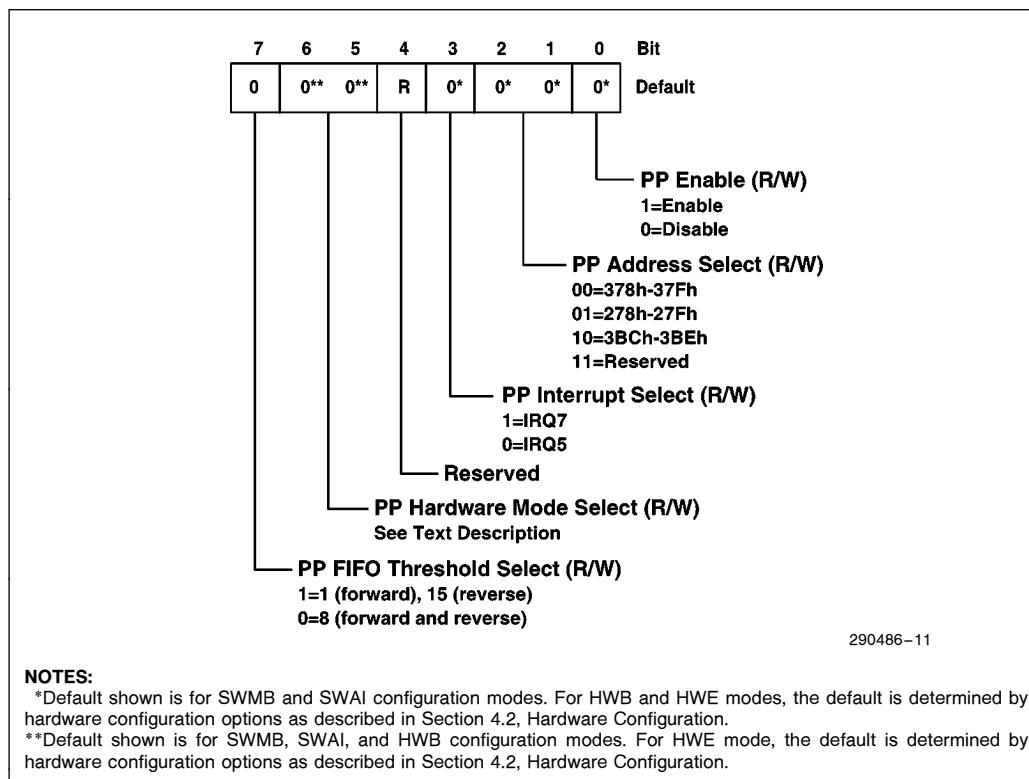 7 6 5 4 3 2 1 0 Bit
0 0** 0** R 0* 0* 0* 0* Default
PP Enable (R/W)
1=Enable
0=Disable
PP Address Select (R/W)
00=378h-37Fh
01=278h-27Fh
10=3BCh-3BEh
11=Reserved
PP Interrupt Select (R/W)
1=IRQ7
0=IRQ5
Reserved
PP Hardware Mode Select (R/W)
See Text Description
PP FIFO Threshold Select (R/W)
1=1 (forward), 15 (reverse)
0=8 (forward and reverse)
290486–11
NOTES:
*Default shown is for SWMB and SWAI configuration modes. For HWB and HWE modes, the default is determined by
hardware configuration options as described in Section 4.2, Hardware Configuration.
**Default shown is for SWMB, SWAI, and HWB configuration modes. For HWE mode, the default is determined by
hardware configuration options as described in Section 4.2, Hardware Configuration.